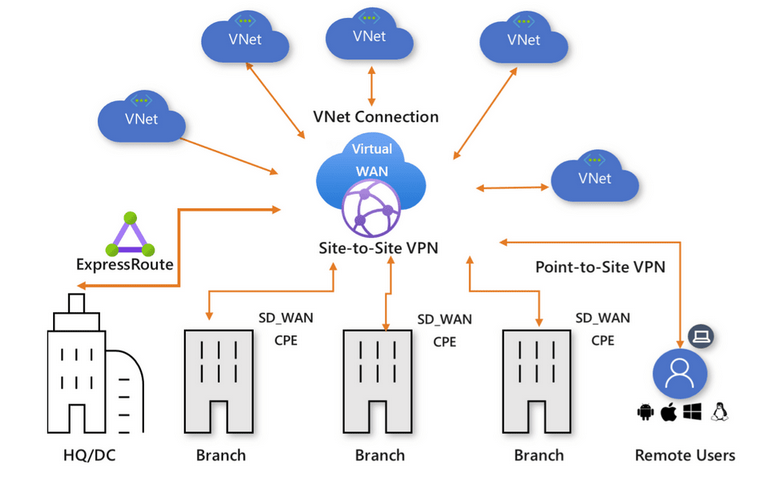 VNet
VNet
VNet
VNet
VNet Connection
Virtual
WAN
VNet
Site-to-Site VPN
ExpressRoute
Point-to-Site VPN
SD_WAN
CPE
SD_WAN
CPE
SD_WAN
CPE
HQ/DC
Branch
Branch
Branch
Remote Users